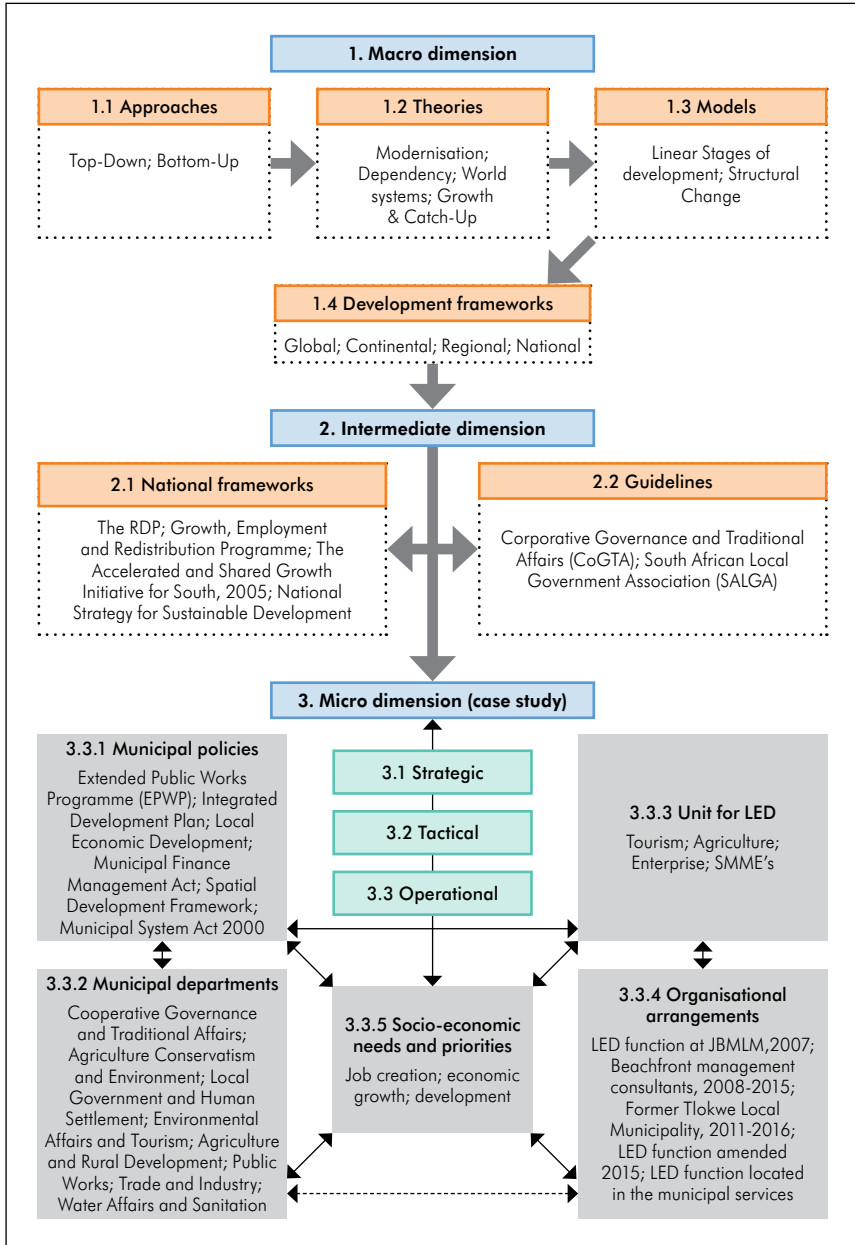 1. Macro dimension
1.1 Approaches
Top-Down; Bottom-Up
1.2 Theories
Modernisation;
Dependency; World
systems; Growth
& Catch-Up
1.3 Models
Linear Stages of
development; Structural
Change
1.4 Development frameworks
Global; Continental; Regional; National
2. Intermediate dimension
2.1 National frameworks
The RDP; Growth, Employment
and Redistribution Programme; The
Accelerated and Shared Growth
Initiative for South, 2005; National
Strategy for Sustainable Development
2.2 Guidelines
Corporative Governance and Traditional
Affairs (CoGTA); South African Local
Government Association (SALGA)
3. Micro dimension (case study)
3.3.1 Municipal policies
Extended Public Works
Programme (EPWP); Integrated
Development Plan; Local
Economic Development;
Municipal Finance
Management Act; Spatial
Development Framework;
Municipal System Act 2000
3.1 Strategic
3.2 Tactical
3.3 Operational
3.3.3 Unit for LED
Tourism; Agriculture;
Enterprise; SMME's
3.3.2 Municipal departments
Cooperative Governance
and Traditional Affairs;
Agriculture Conservatism
and Environment; Local
Government and Human
Settlement; Environmental
Affairs and Tourism; Agriculture
and Rural Development; Public
Works; Trade and Industry;
Water Affairs and Sanitation
3.3.5 Socio-economic
needs and priorities
Job creation; economic
growth; development
3.3.4 Organisational
arrangements
LED function at JBMLM,2007;
Beachfront management
consultants, 2008-2015;
Former Tlokwe Local
Municipality, 2011-2016;
LED function amended
2015; LED function located
in the municipal services